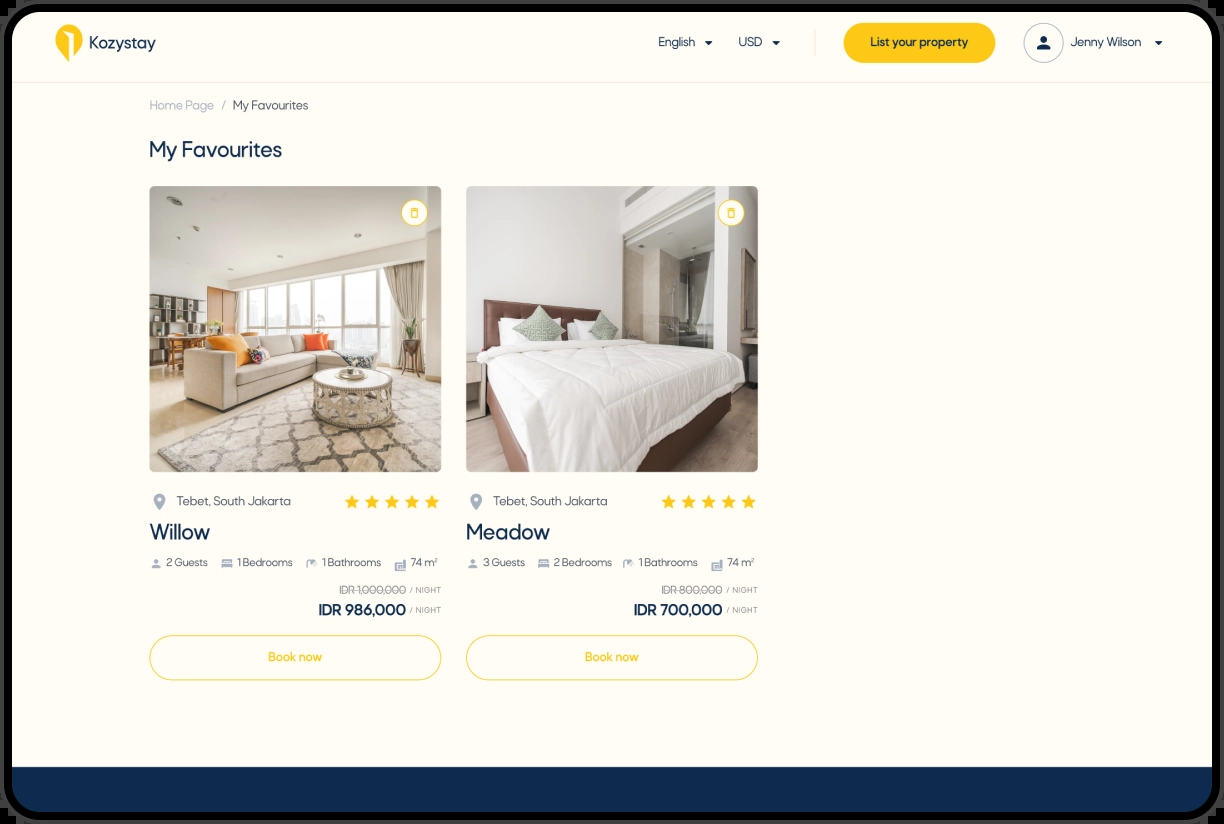 Kozystay
English
USD
List your property
Jenny Wilson
Home Page / My Favourites
My Favourites
Tebet, South Jakarta
Willow
2 Guests 1 Bedrooms 1 Bathrooms 74 m²
IDR 1,000,000 / NIGHT
IDR 986,000 / NIGHT
Book now
Tebet, South Jakarta
Meadow
3 Guests 2 Bedrooms 1 Bathrooms 74 m²
IDR 800,000 / NIGHT
IDR 700,000 / NIGHT
Book now